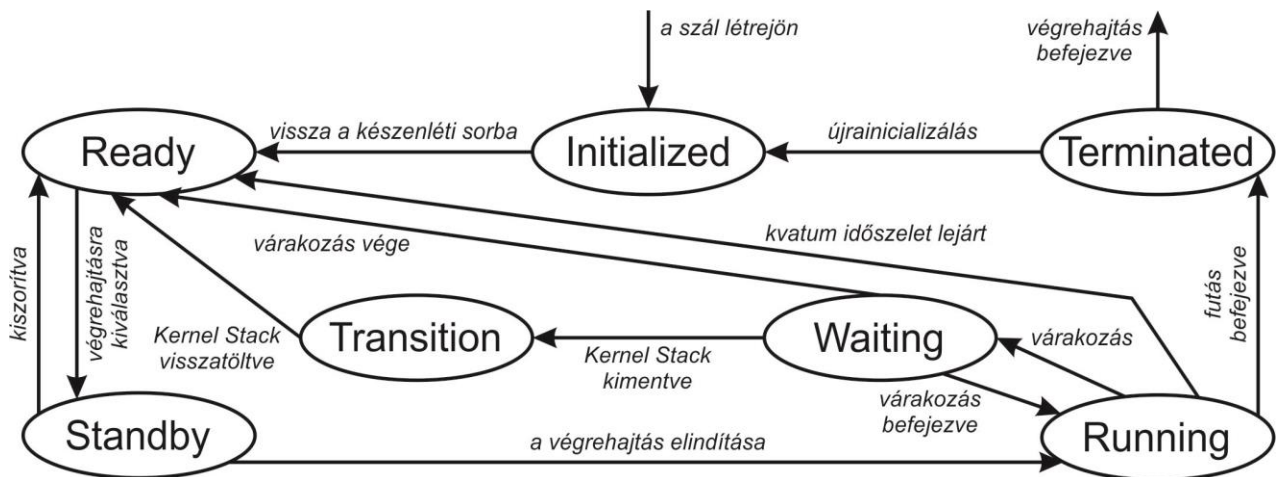 a szál létrejön
végrehajtás
befejezve
Ready
vissza a készenléti sorba
Initialized
újrainicializálás
Terminated
kiszorítva
végrehajtásra
kiválasztva
várakozás vége
kvatum időszelet lejárt
futás
befejezve
Kernel Stack
visszatöltve
Transition
Kernel Stack
kimentve
Waiting
várakozás
várakozás
befejezve
Standby
a végrehajtás elindítása
Running